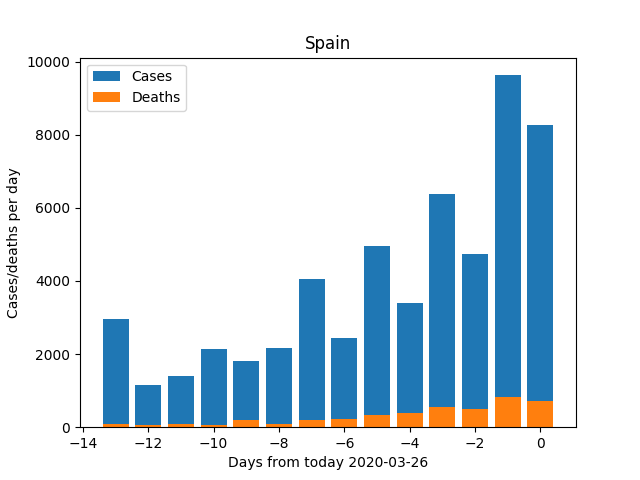 Spain
Cases
Deaths
Cases/deaths per day
10000
8000
6000
4000
2000
0
−14 −12 −10 −8 −6 −4 −2 0
Days from today 2020-03-26